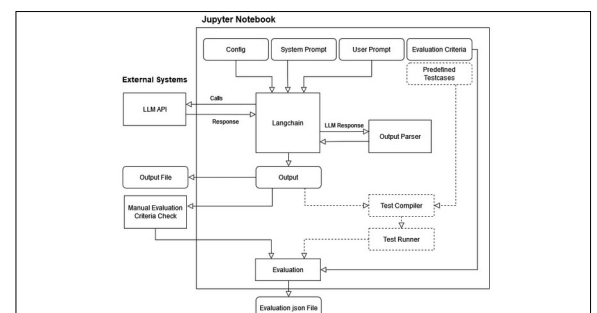 Jupyter Notebook
Config
System Prompt
User Prompt
Evaluation Criteria
Predefined
Testcases
External Systems
LLM API
Calls
Response
Langchain
LLM Response
Output Parser
Output File
Output
Manual Evaluation
Criteria Check
Test Compiler
Test Runner
Evaluation
Evaluation json File